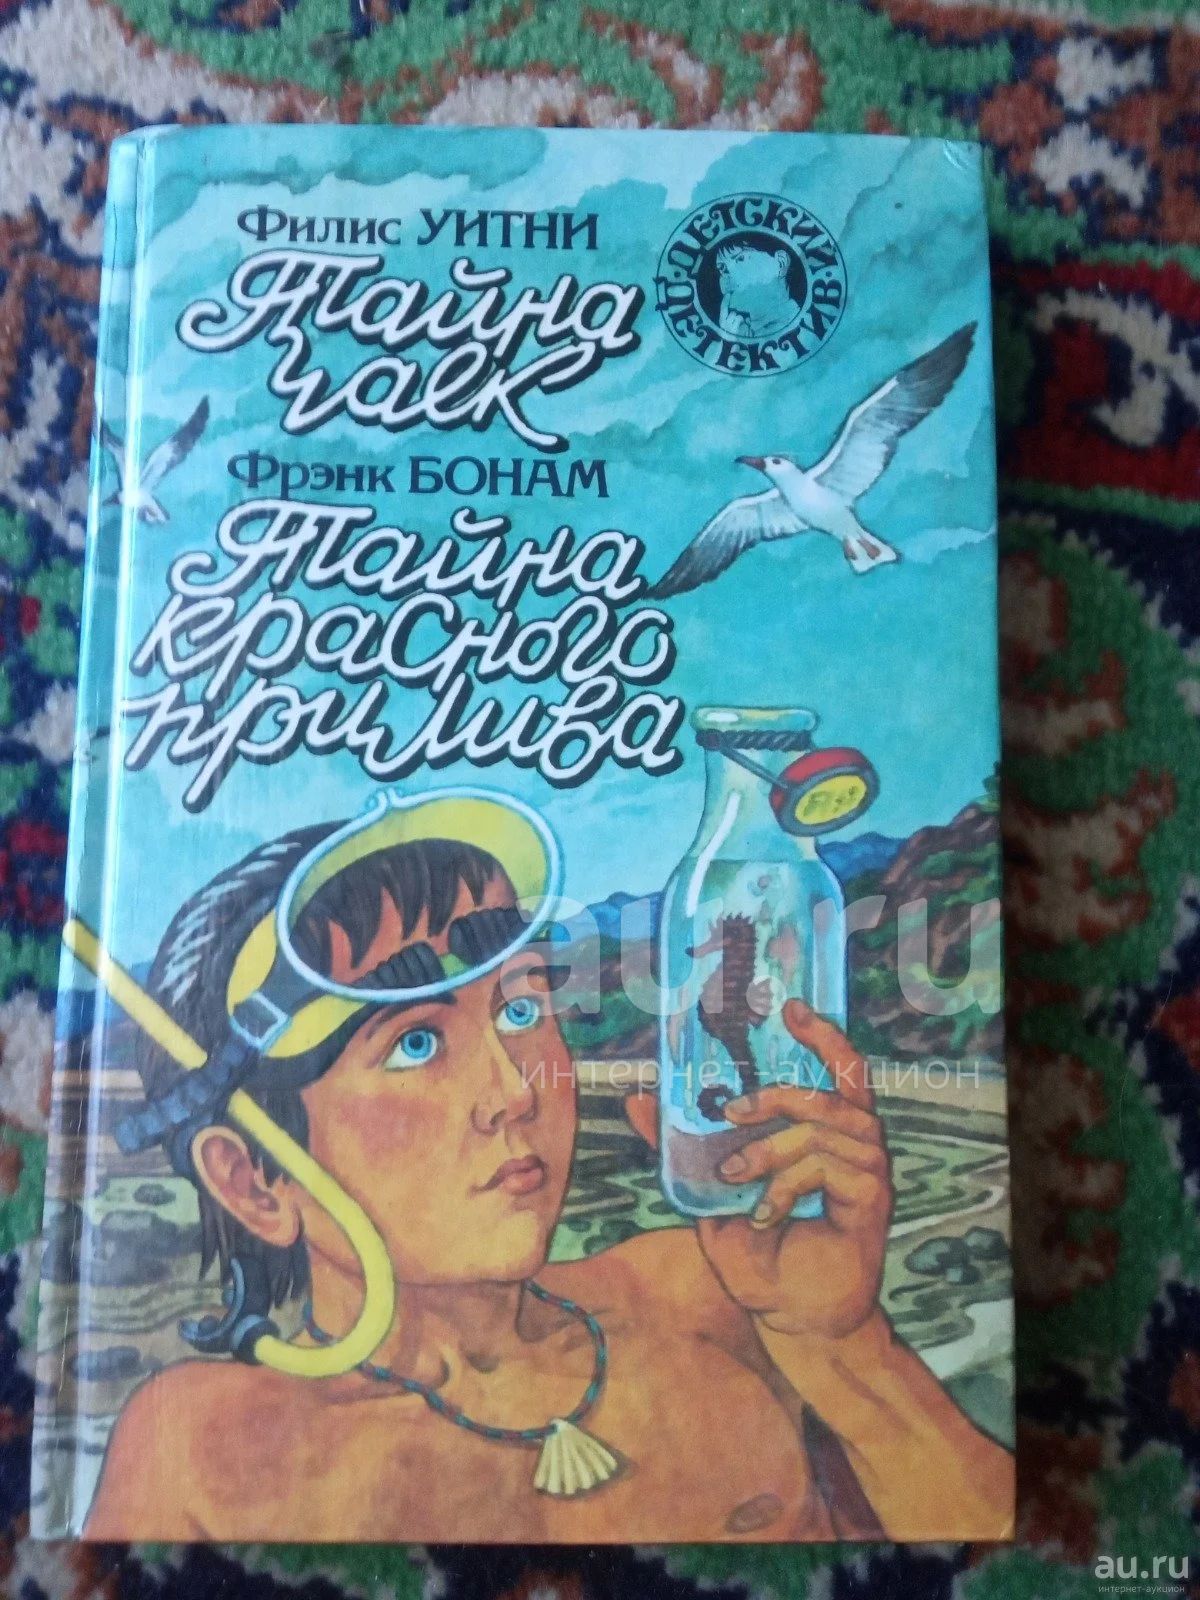 Филис УИТНИ
Тайна
чаек
ДЕТСКИЙ
ДЕТЕКТИВ
Фрэнк БОНАМ
Тайна
красного
прилива
au.ru
интернет-аукцион
au.ru
интернет-аукцион